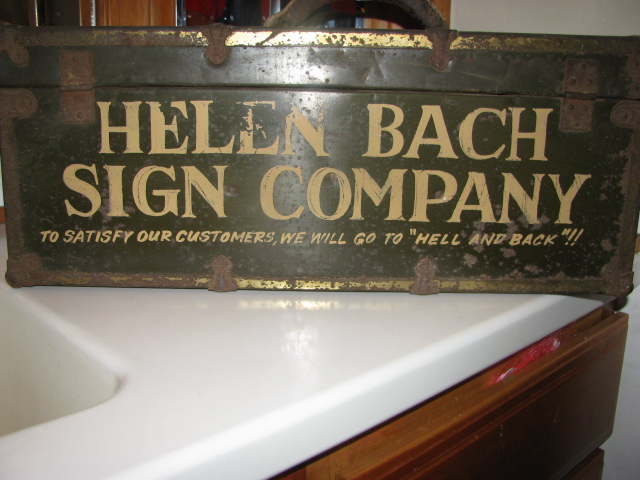 HELEN BACH
SIGN COMPANY
TO SATISFY OUR CUSTOMERS, WE WILL GO TO "HELL AND BACK"!!